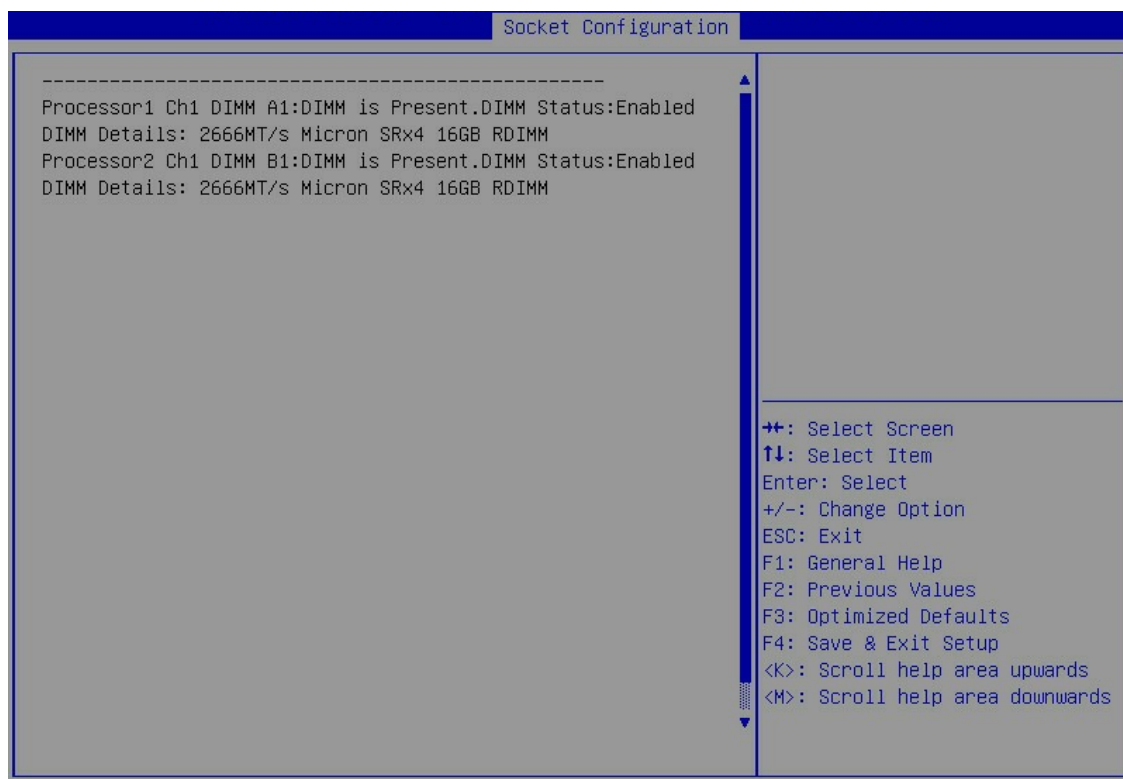 Socket Configuration
--------------------------------------------------
Processor1 Ch1 DIMM A1:DIMM is Present.DIMM Status:Enabled
DIMM Details: 2666MT/s Micron SRx4 16GB RDIMM
Processor2 Ch1 DIMM B1:DIMM is Present.DIMM Status:Enabled
DIMM Details: 2666MT/s Micron SRx4 16GB RDIMM
→←: Select Screen
↑↓: Select Item
Enter: Select
+/-: Change Option
ESC: Exit
F1: General Help
F2: Previous Values
F3: Optimized Defaults
F4: Save & Exit Setup
<K>: Scroll help area upwards
<M>: Scroll help area downwards